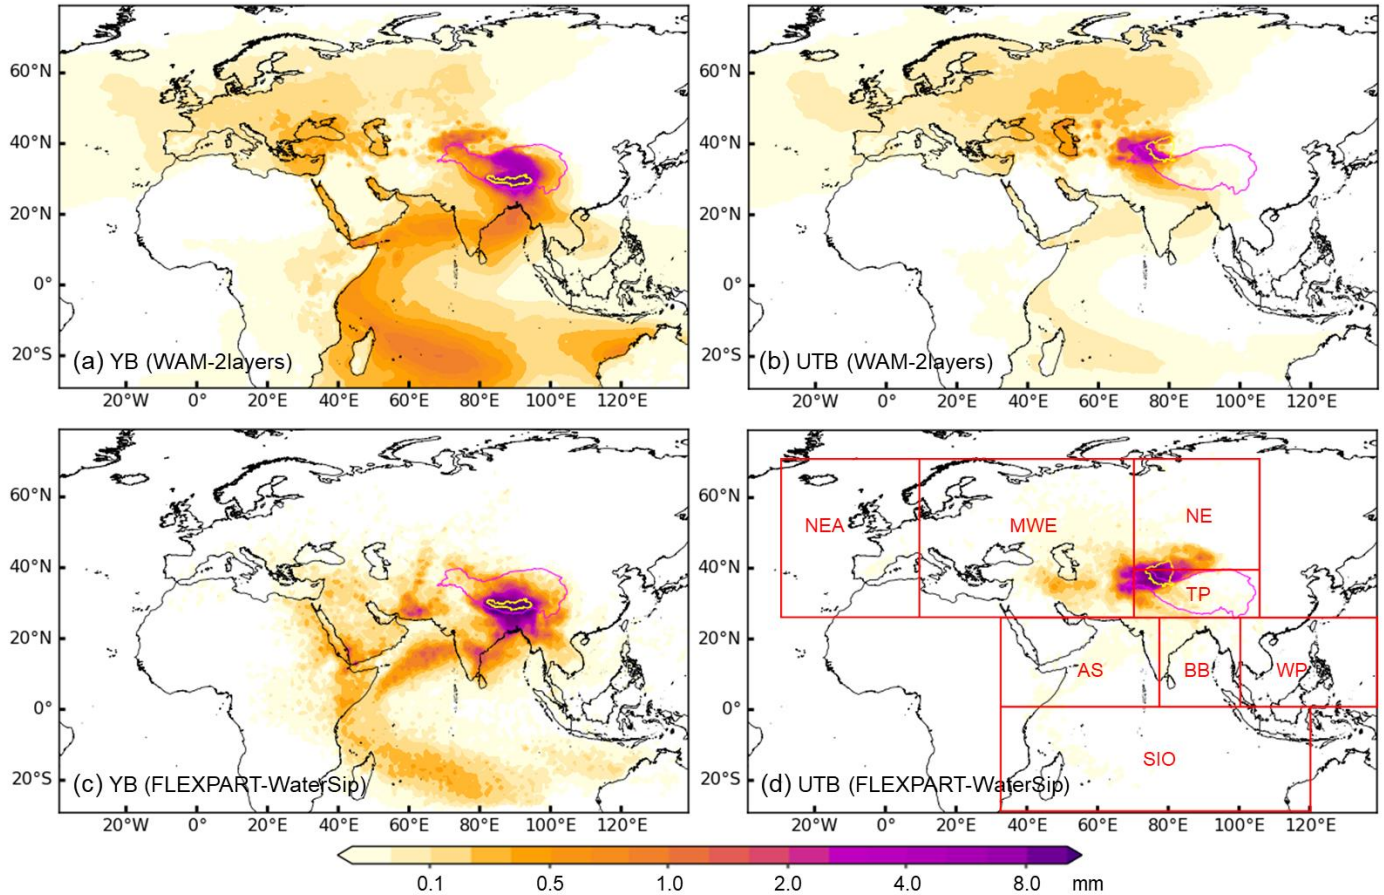 60°N
40°N
20°N
0°
20°S
(a) YB (WAM-2layers)
20°W 0° 20°E 40°E 60°E 80°E 100°E 120°E
60°N
40°N
20°N
0°
20°S
(b) UTB (WAM-2layers)
20°W 0° 20°E 40°E 60°E 80°E 100°E 120°E
60°N
40°N
20°N
0°
20°S
(c) YB (FLEXPART-WaterSip)
20°W 0° 20°E 40°E 60°E 80°E 100°E 120°E
60°N
40°N
20°N
0°
20°S
NEA MWE NE
TP
AS BB WP
SIO
(d) UTB (FLEXPART-WaterSip)
20°W 0° 20°E 40°E 60°E 80°E 100°E 120°E
0.1 0.5 1.0 2.0 4.0 8.0 mm